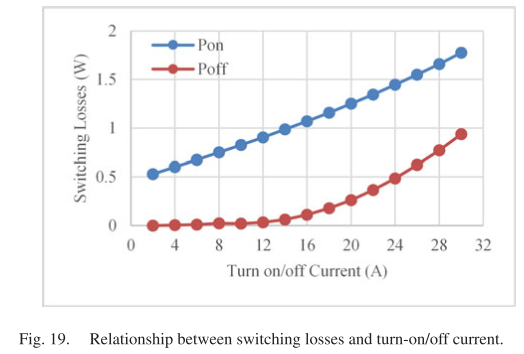 2
Pon
Poff
1.5
1
0.5
0
Switching Losses (W)
0 4 8 12 16 20 24 28 32
Turn on/off Current (A)
Fig. 19. Relationship between switching losses and turn-on/off current.